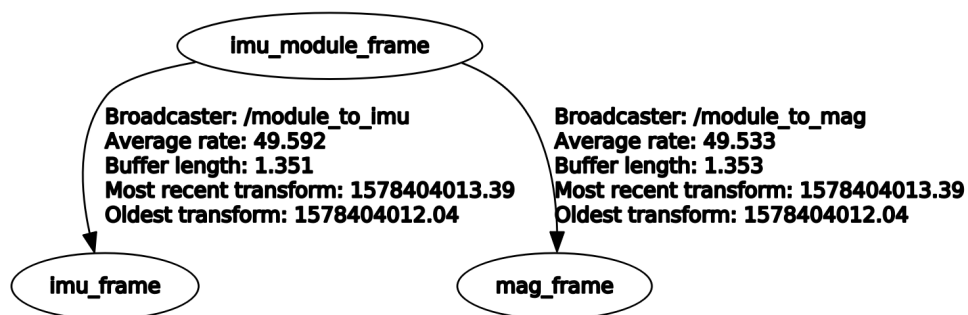 imu_module_frame
Broadcaster: /module_to_imu
Average rate: 49.592
Buffer length: 1.351
Most recent transform: 1578404013.39
Oldest transform: 1578404012.04
Broadcaster: /module_to_mag
Average rate: 49.533
Buffer length: 1.353
Most recent transform: 1578404013.39
Oldest transform: 1578404012.04
imu_frame
mag_frame